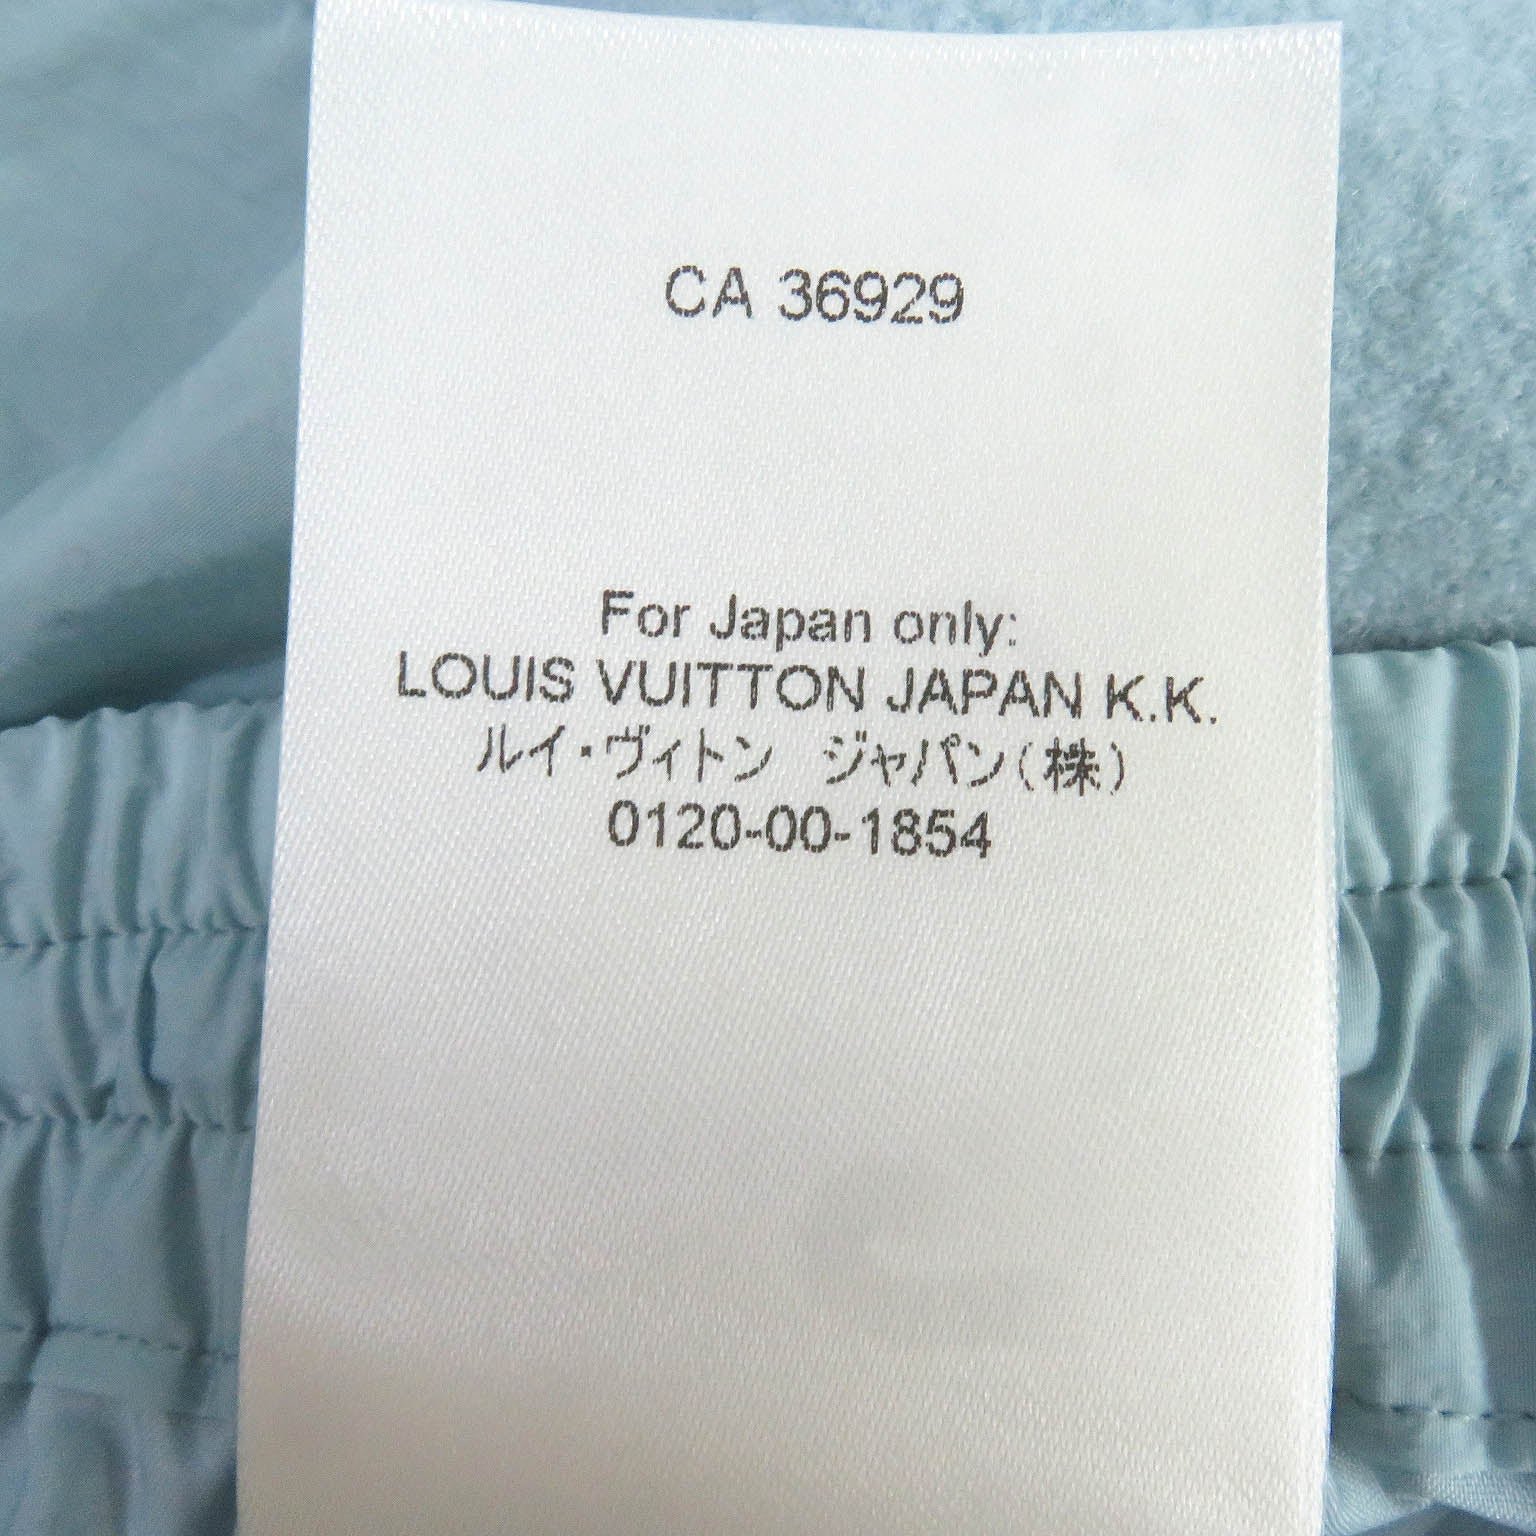 CA 36929
For Japan only:
LOUIS VUITTON JAPAN K.K.
ルイ・ヴィトン　ジャパン(株)
0120-00-1854